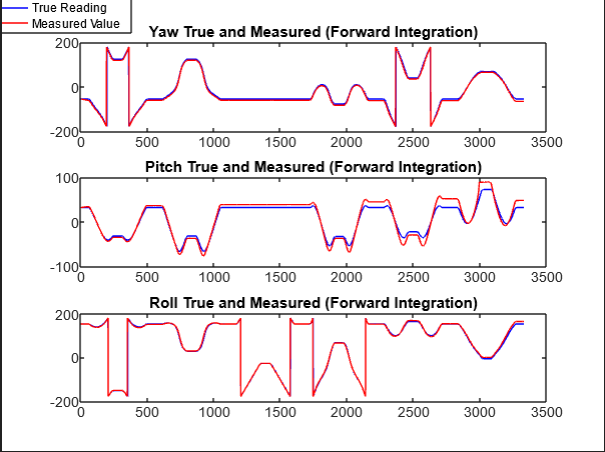 True Reading
Measured Value
Yaw True and Measured (Forward Integration)
200
0
-200
0 500 1000 1500 2000 2500 3000 3500
Pitch True and Measured (Forward Integration)
100
0
-100
0 500 1000 1500 2000 2500 3000 3500
Roll True and Measured (Forward Integration)
200
0
-200
0 500 1000 1500 2000 2500 3000 3500